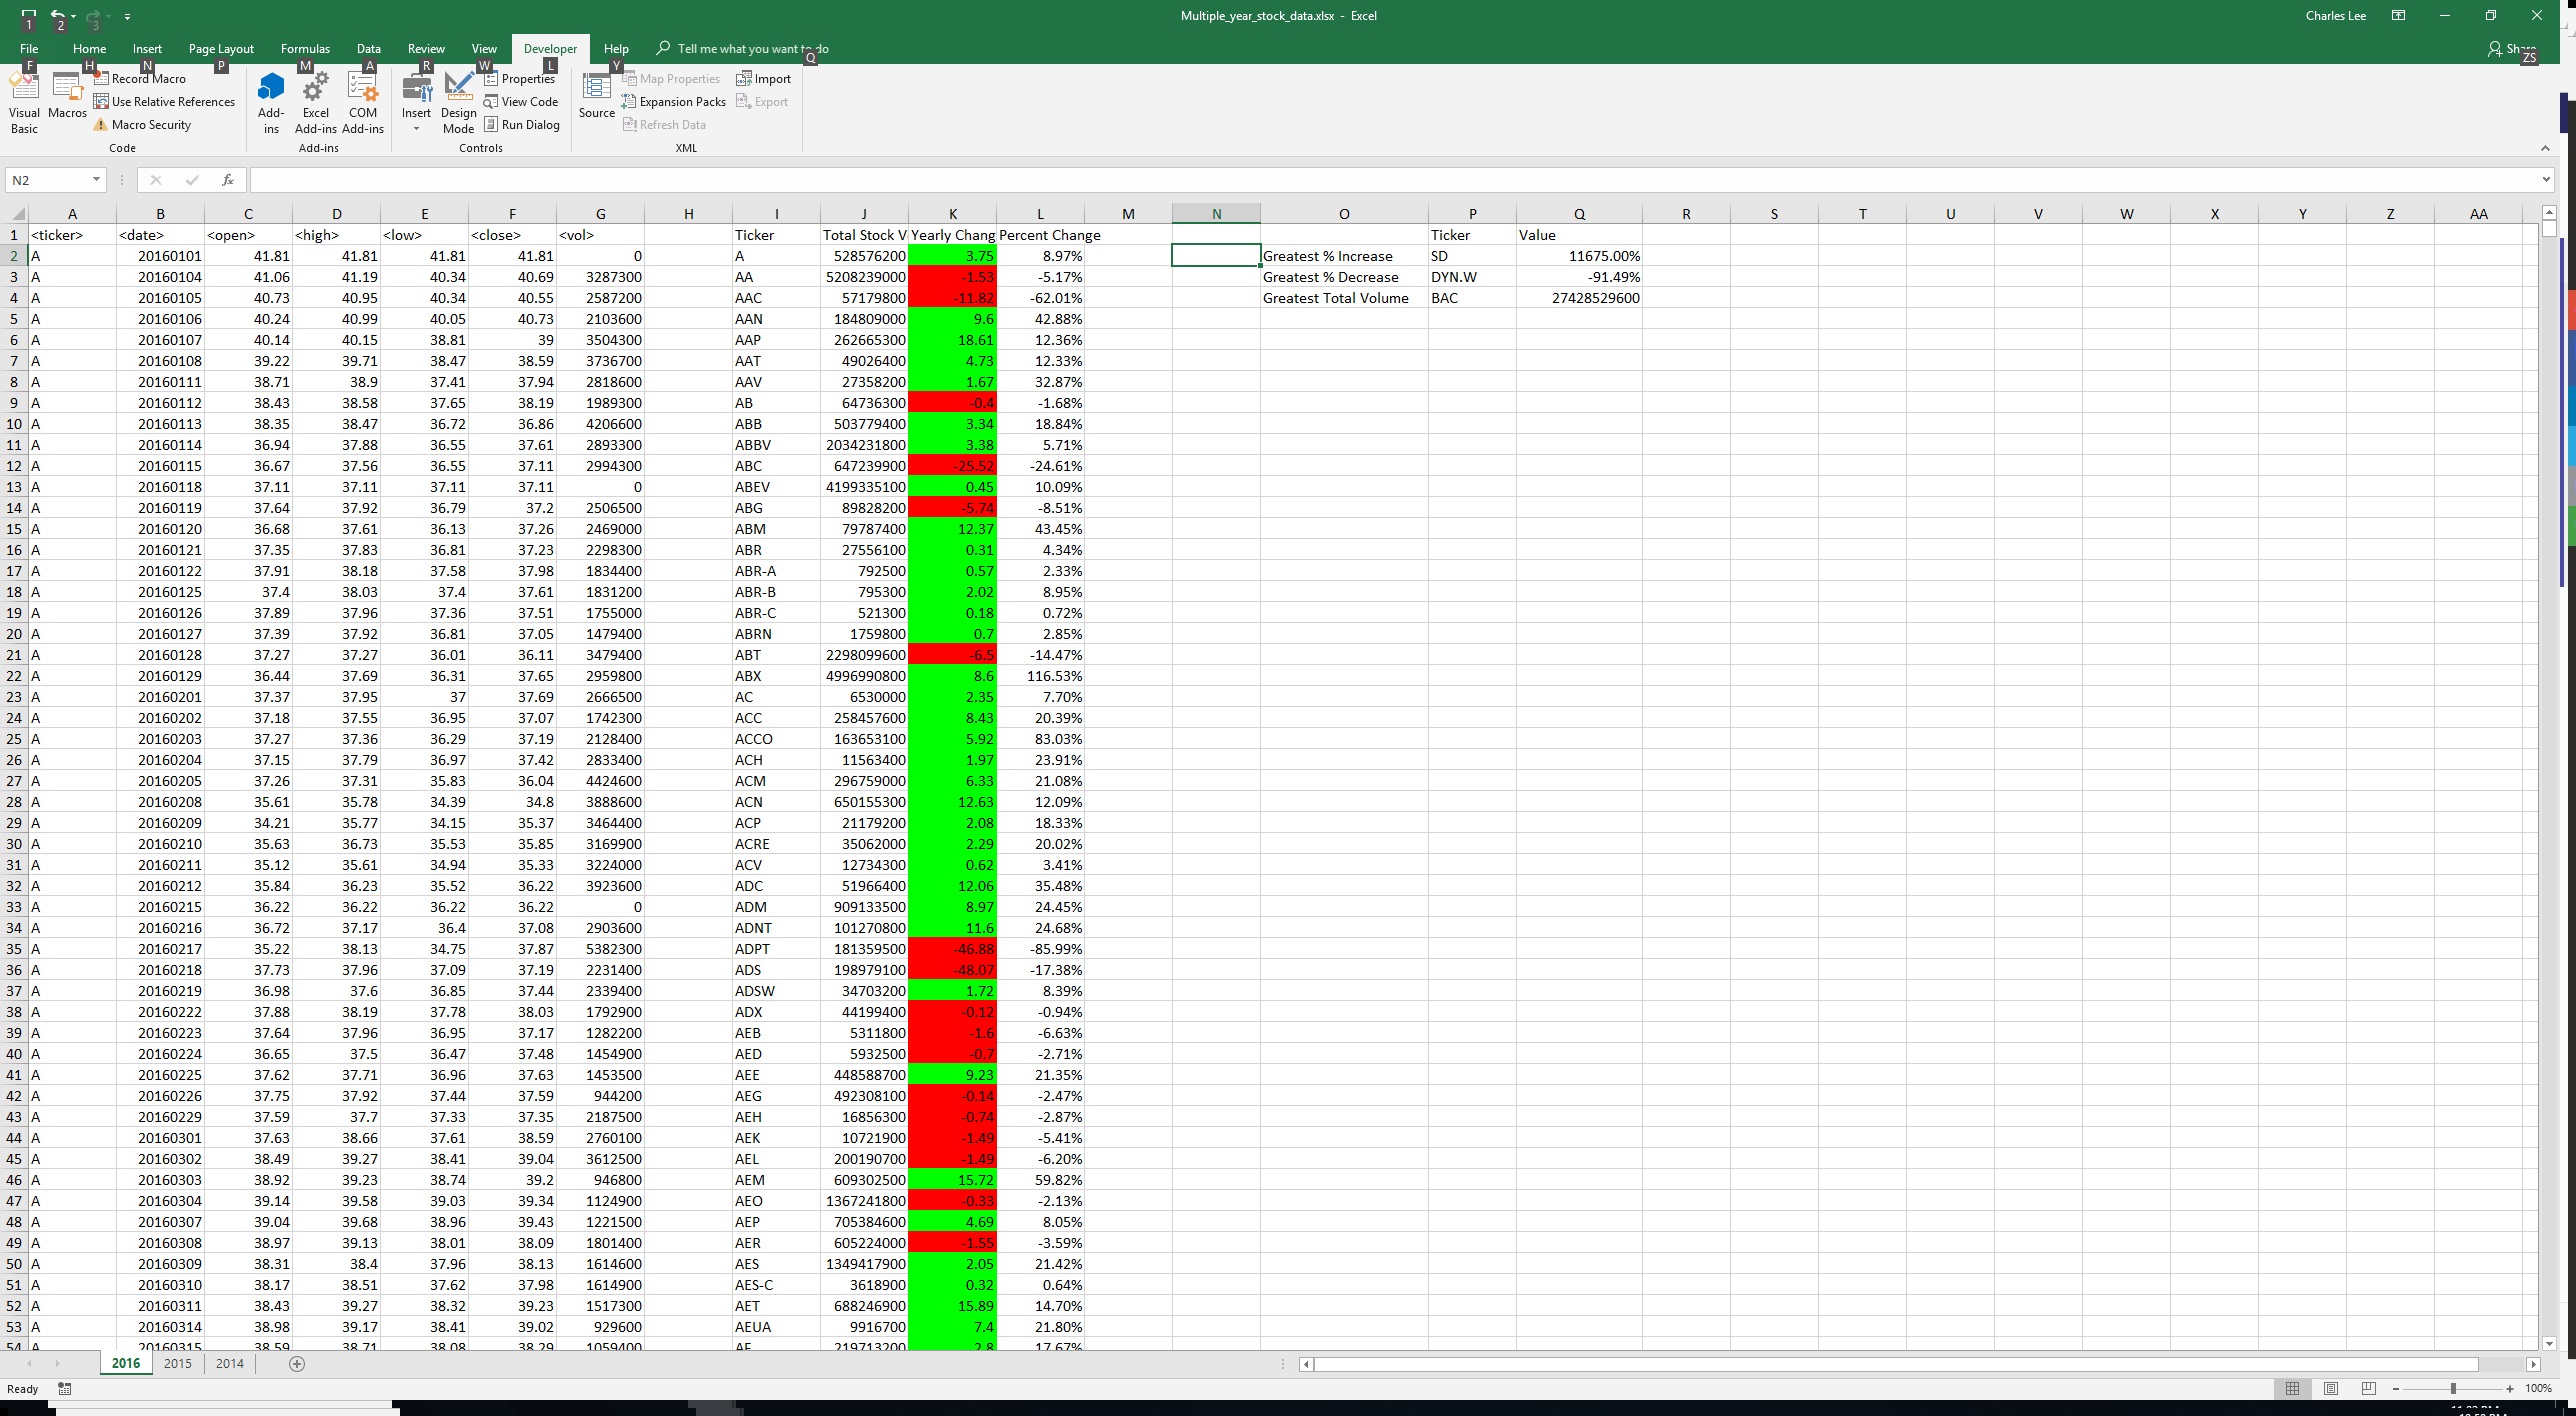 1 2 3
Multiple_year_stock_data.xlsx - Excel
Charles Lee
File Home Insert Page Layout Formulas Data Review View Developer Help Tell me what you want to do Share
F H N P M A R W L Y Q ZS
Visual Basic Macros Record Macro Use Relative References Macro Security
Code
Add-ins Excel Add-ins COM Add-ins
Add-ins
Insert Design Mode Properties View Code Run Dialog
Controls
Source Map Properties Expansion Packs Refresh Data Import Export
XML
N2 fx
A B C D E F G H I J K L M N O P Q R S T U V W X Y Z AA
1 <ticker> <date> <open> <high> <low> <close> <vol> Ticker Total Stock V Yearly Chang Percent Change Ticker Value
2 A 20160101 41.81 41.81 41.81 41.81 0 A 528576200 3.75 8.97% Greatest % Increase SD 11675.00%
3 A 20160104 41.06 41.19 40.34 40.69 3287300 AA 5208239000 -1.53 -5.17% Greatest % Decrease DYN.W -91.49%
4 A 20160105 40.73 40.95 40.34 40.55 2587200 AAC 57179800 -11.82 -62.01% Greatest Total Volume BAC 27428529600
5 A 20160106 40.24 40.99 40.05 40.73 2103600 AAN 184809000 9.6 42.88%
6 A 20160107 40.14 40.15 38.81 39 3504300 AAP 262665300 18.61 12.36%
7 A 20160108 39.22 39.71 38.47 38.59 3736700 AAT 49026400 4.73 12.33%
8 A 20160111 38.71 38.9 37.41 37.94 2818600 AAV 27358200 1.67 32.87%
9 A 20160112 38.43 38.58 37.65 38.19 1989300 AB 64736300 -0.4 -1.68%
10 A 20160113 38.35 38.47 36.72 36.86 4206600 ABB 503779400 3.34 18.84%
11 A 20160114 36.94 37.88 36.55 37.61 2893300 ABBV 2034231800 3.38 5.71%
12 A 20160115 36.67 37.56 36.55 37.11 2994300 ABC 647239900 -25.52 -24.61%
13 A 20160118 37.11 37.11 37.11 37.11 0 ABEV 4199335100 0.45 10.09%
14 A 20160119 37.64 37.92 36.79 37.2 2506500 ABG 89828200 -5.74 -8.51%
15 A 20160120 36.68 37.61 36.13 37.26 2469000 ABM 79787400 12.37 43.45%
16 A 20160121 37.35 37.83 36.81 37.23 2298300 ABR 27556100 0.31 4.34%
17 A 20160122 37.91 38.18 37.58 37.98 1834400 ABR-A 792500 0.57 2.33%
18 A 20160125 37.4 38.03 37.4 37.61 1831200 ABR-B 795300 2.02 8.95%
19 A 20160126 37.89 37.96 37.36 37.51 1755000 ABR-C 521300 0.18 0.72%
20 A 20160127 37.39 37.92 36.81 37.05 1479400 ABRN 1759800 0.7 2.85%
21 A 20160128 37.27 37.27 36.01 36.11 3479400 ABT 2298099600 -6.5 -14.47%
22 A 20160129 36.44 37.69 36.31 37.65 2959800 ABX 4996990800 8.6 116.53%
23 A 20160201 37.37 37.95 37 37.69 2666500 AC 6530000 2.35 7.70%
24 A 20160202 37.18 37.55 36.95 37.07 1742300 ACC 258457600 8.43 20.39%
25 A 20160203 37.27 37.36 36.29 37.19 2128400 ACCO 163653100 5.92 83.03%
26 A 20160204 37.15 37.79 36.97 37.42 2833400 ACH 11563400 1.97 23.91%
27 A 20160205 37.26 37.31 35.83 36.04 4424600 ACM 296759000 6.33 21.08%
28 A 20160208 35.61 35.78 34.39 34.8 3888600 ACN 650155300 12.63 12.09%
29 A 20160209 34.21 35.77 34.15 35.37 3464400 ACP 21179200 2.08 18.33%
30 A 20160210 35.63 36.73 35.53 35.85 3169900 ACRE 35062000 2.29 20.02%
31 A 20160211 35.12 35.61 34.94 35.33 3224000 ACV 12734300 0.62 3.41%
32 A 20160212 35.84 36.23 35.52 36.22 3923600 ADC 51966400 12.06 35.48%
33 A 20160215 36.22 36.22 36.22 36.22 0 ADM 909133500 8.97 24.45%
34 A 20160216 36.72 37.17 36.4 37.08 2903600 ADNT 101270800 11.6 24.68%
35 A 20160217 35.22 38.13 34.75 37.87 5382300 ADPT 181359500 -46.88 -85.99%
36 A 20160218 37.73 37.96 37.09 37.19 2231400 ADS 198979100 -48.07 -17.38%
37 A 20160219 36.98 37.6 36.85 37.44 2339400 ADSW 34703200 1.72 8.39%
38 A 20160222 37.88 38.19 37.78 38.03 1792900 ADX 44199400 -0.12 -0.94%
39 A 20160223 37.64 37.96 36.95 37.17 1282200 AEB 5311800 -1.6 -6.63%
40 A 20160224 36.65 37.5 36.47 37.48 1454900 AED 5932500 -0.7 -2.71%
41 A 20160225 37.62 37.71 36.96 37.63 1453500 AEE 448588700 9.23 21.35%
42 A 20160226 37.75 37.92 37.44 37.59 944200 AEG 492308100 -0.14 -2.47%
43 A 20160229 37.59 37.7 37.33 37.35 2187500 AEH 16856300 -0.74 -2.87%
44 A 20160301 37.63 38.66 37.61 38.59 2760100 AEK 10721900 -1.49 -5.41%
45 A 20160302 38.49 39.27 38.41 39.04 3612500 AEL 200190700 -1.49 -6.20%
46 A 20160303 38.92 39.23 38.74 39.2 946800 AEM 609302500 15.72 59.82%
47 A 20160304 39.14 39.58 39.03 39.34 1124900 AEO 1367241800 -0.33 -2.13%
48 A 20160307 39.04 39.68 38.96 39.43 1221500 AEP 705384600 4.69 8.05%
49 A 20160308 38.97 39.13 38.01 38.09 1801400 AER 605224000 -1.55 -3.59%
50 A 20160309 38.31 38.4 37.96 38.13 1614600 AES 1349417900 2.05 21.42%
51 A 20160310 38.17 38.51 37.62 37.98 1614900 AES-C 3618900 0.32 0.64%
52 A 20160311 38.43 39.27 38.32 39.23 1517300 AET 688246900 15.89 14.70%
53 A 20160314 38.98 39.17 38.41 39.02 929600 AEUA 9916700 7.4 21.80%
54 A 20160315 38.59 38.71 38.08 38.29 1059400 AF 219713200 2.8 17.67%
2016 2015 2014
Ready 100%